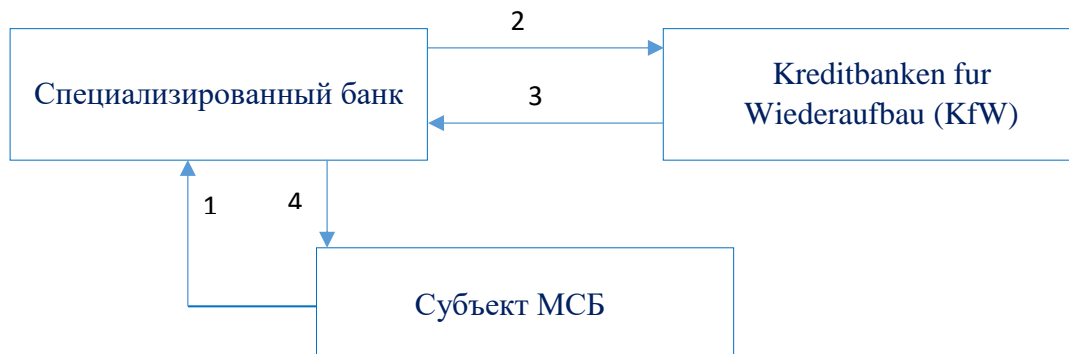 2
Специализированный банк
Kreditbanken fur
Wiederaufbau (KfW)
3
1
4
Субъект МСБ